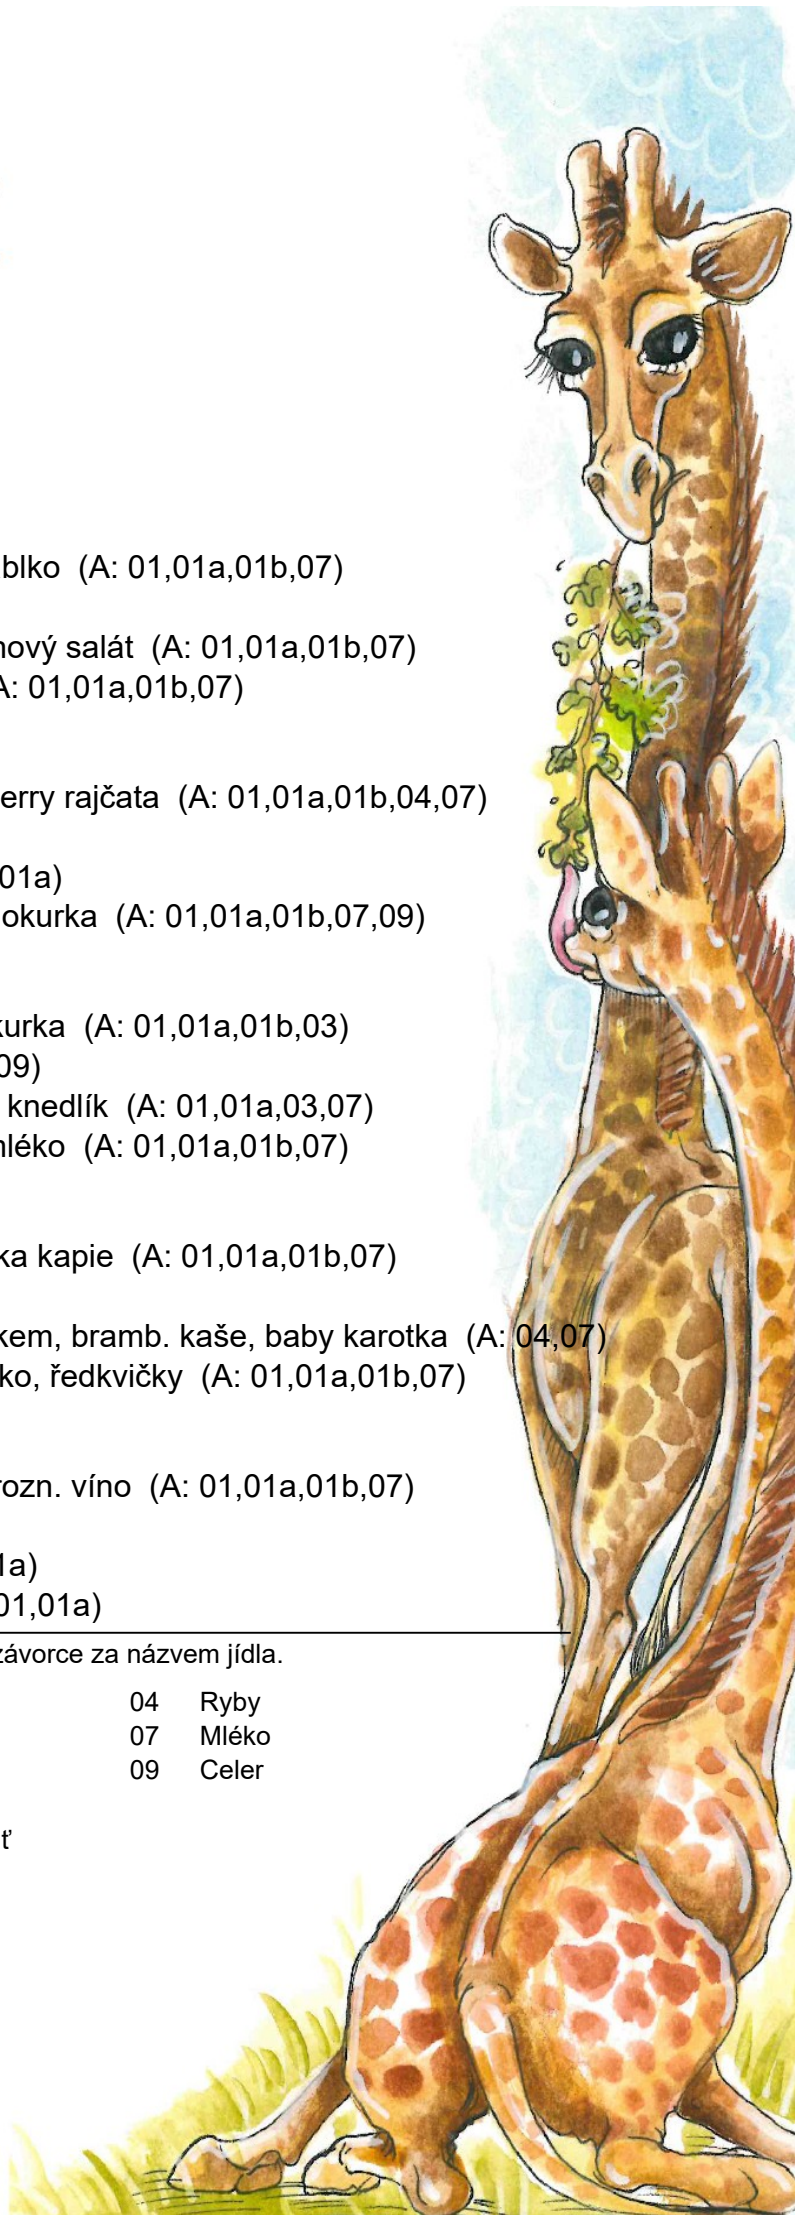 blko (A: 01,01a,01b,07)
nový salát (A: 01,01a,01b,07)
A: 01,01a,01b,07)
erry rajčata (A: 01,01a,01b,04,07)
01a)
okurka (A: 01,01a,01b,07,09)
kurka (A: 01,01a,01b,03)
09)
knedlík (A: 01,01a,03,07)
mléko (A: 01,01a,01b,07)
ka kapie (A: 01,01a,01b,07)
kem, bramb. kaše, baby karotka (A: 04,07)
ko, ředkvičky (A: 01,01a,01b,07)
rozn. víno (A: 01,01a,01b,07)
1a)
01,01a)
závorce za názvem jídla.
04 Ryby
07 Mléko
09 Celer
ť